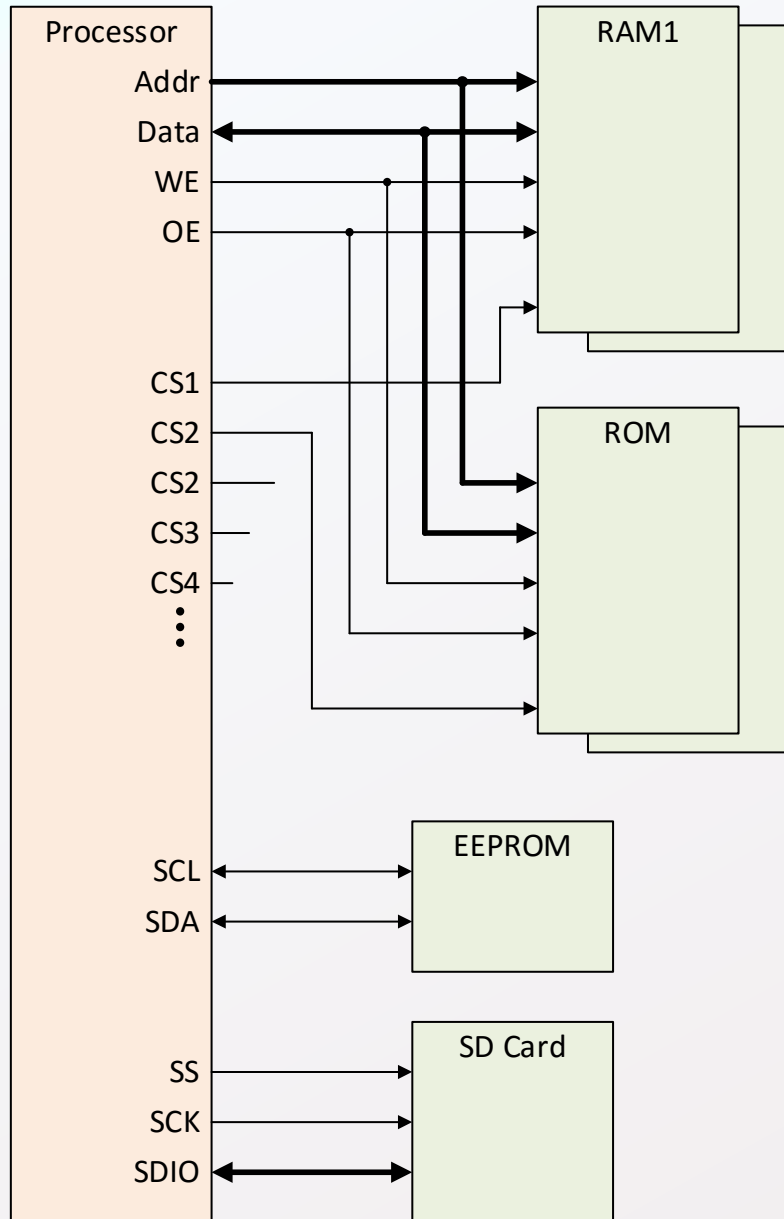 Processor
Addr
Data
WE
OE
CS1
CS2
CS2
CS3
CS4
SCL
SDA
SS
SCK
SDIO
RAM1
ROM
EEPROM
SD Card